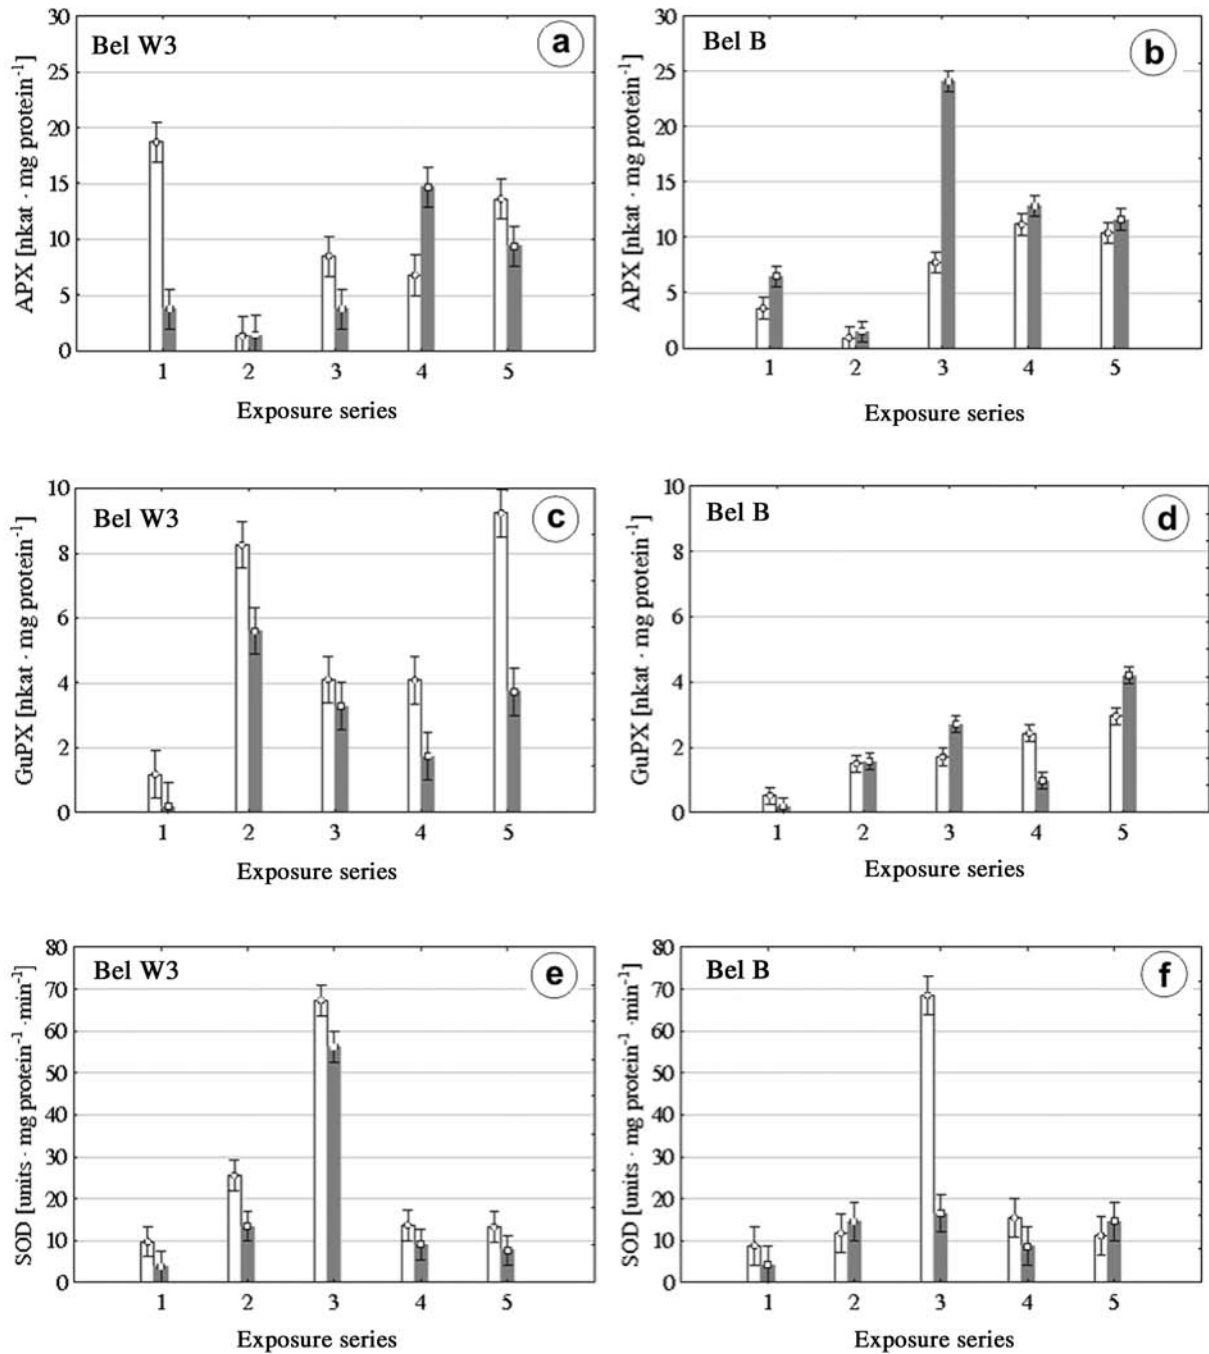 Bel W3
a
APX [nkat · mg protein⁻¹]
30
25
20
15
10
5
0
1 2 3 4 5
Exposure series
Bel B
b
APX [nkat · mg protein⁻¹]
30
25
20
15
10
5
0
1 2 3 4 5
Exposure series
Bel W3
c
GuPX [nkat · mg protein⁻¹]
10
8
6
4
2
0
1 2 3 4 5
Exposure series
Bel B
d
GuPX [nkat · mg protein⁻¹]
10
8
6
4
2
0
1 2 3 4 5
Exposure series
Bel W3
e
SOD [units · mg protein⁻¹ ·min⁻¹]
80
70
60
50
40
30
20
10
0
1 2 3 4 5
Exposure series
Bel B
f
SOD [units · mg protein⁻¹ ·min⁻¹]
80
70
60
50
40
30
20
10
0
1 2 3 4 5
Exposure series